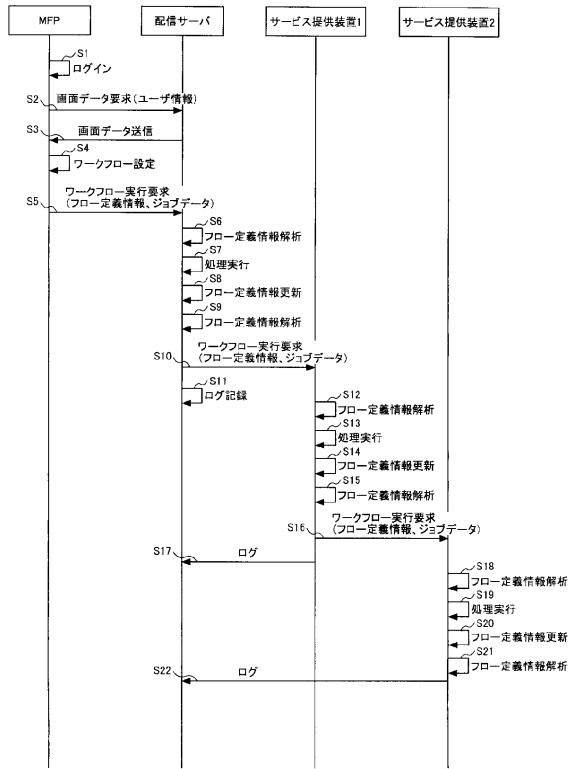 MFP
配信サーバ
サービス提供装置1
サービス提供装置2
S1
ログイン
S2
画面データ要求(ユーザ情報)
S3
画面データ送信
S4
ワークフロー設定
S5
ワークフロー実行要求
(フロー定義情報、ジョブデータ)
S6
フロー定義情報解析
S7
処理実行
S8
フロー定義情報更新
S9
フロー定義情報解析
S10
ワークフロー実行要求
(フロー定義情報、ジョブデータ)
S11
ログ記録
S12
フロー定義情報解析
S13
処理実行
S14
フロー定義情報更新
S15
フロー定義情報解析
S16
ワークフロー実行要求
(フロー定義情報、ジョブデータ)
S17
ログ
S18
フロー定義情報解析
S19
処理実行
S20
フロー定義情報更新
S21
フロー定義情報解析
S22
ログ